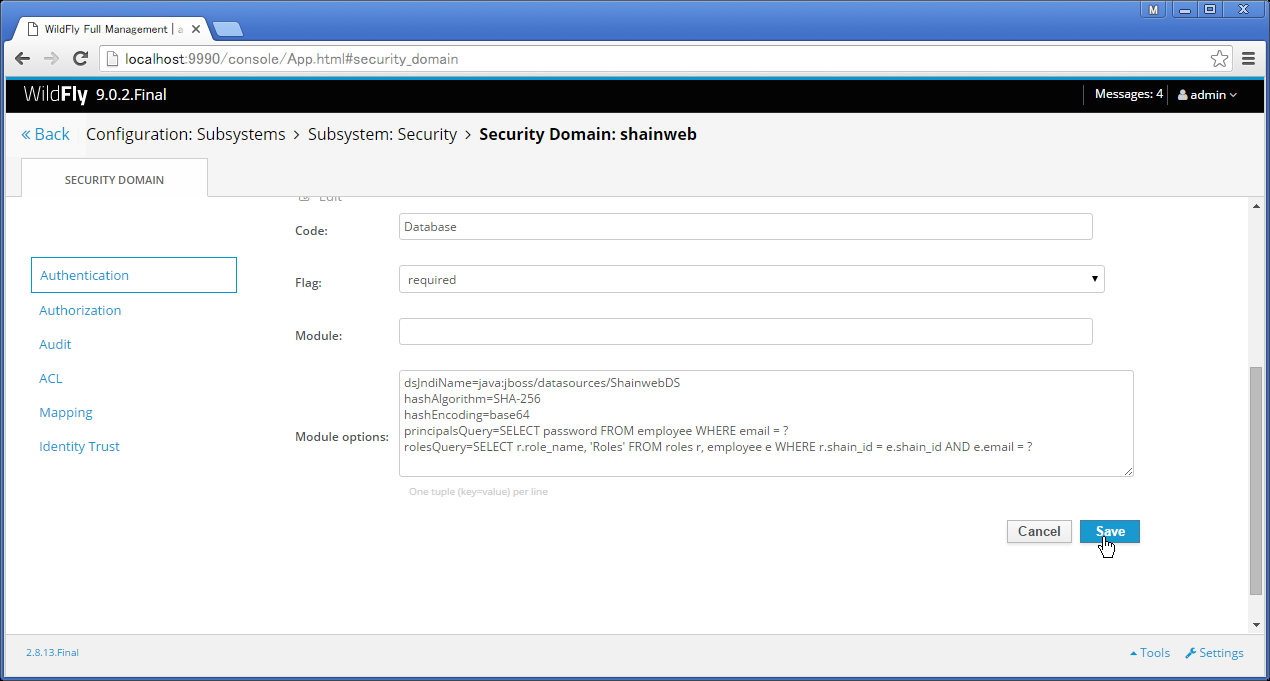 M
WildFly Full Management | a
localhost:9990/console/App.html#security_domain
WildFly 9.0.2.Final
Messages: 4
admin
« Back
Configuration: Subsystems > Subsystem: Security > Security Domain: shainweb
SECURITY DOMAIN
Edit
Authentication
Authorization
Audit
ACL
Mapping
Identity Trust
Code:
Database
Flag:
required
Module:
Module options:
dsJndiName=java:jboss/datasources/ShainwebDS
hashAlgorithm=SHA-256
hashEncoding=base64
principalsQuery=SELECT password FROM employee WHERE email = ?
rolesQuery=SELECT r.role_name, 'Roles' FROM roles r, employee e WHERE r.shain_id = e.shain_id AND e.email = ?
One tuple (key=value) per line
Cancel
Save
2.8.13.Final
Tools
Settings